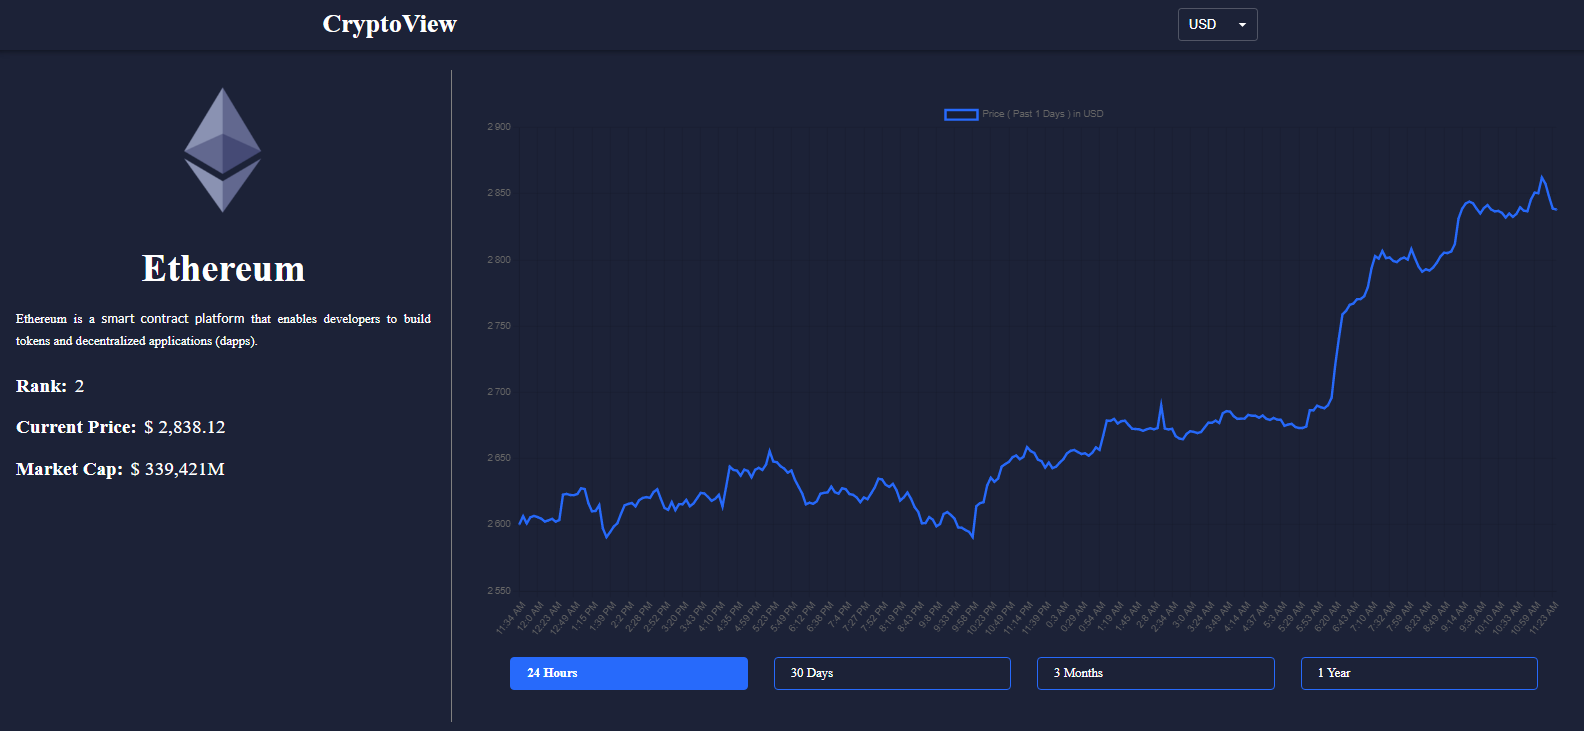 CryptoView
USD
Ethereum
Ethereum is a smart contract platform that enables developers to build
tokens and decentralized applications (dapps).
Rank: 2
Current Price: $ 2,838.12
Market Cap: $ 339,421M
Price ( Past 1 Days ) in USD
2 900
2 850
2 800
2 750
2 700
2 650
2 600
2 550
11:34 AM
12:0 AM
12:23 AM
12:49 AM
1:15 PM
1:39 PM
2:2 PM
2:28 PM
2:52 PM
3:20 PM
3:43 PM
4:10 PM
4:35 PM
4:59 PM
5:23 PM
5:49 PM
6:12 PM
6:38 PM
7:4 PM
7:27 PM
7:52 PM
8:19 PM
8:43 PM
9:8 PM
9:33 PM
9:58 PM
10:23 PM
10:49 PM
11:14 PM
11:39 PM
0:3 AM
0:29 AM
0:54 AM
1:19 AM
1:45 AM
2:8 AM
2:34 AM
3:0 AM
3:24 AM
3:49 AM
4:14 AM
4:37 AM
5:3 AM
5:29 AM
5:53 AM
6:20 AM
6:43 AM
7:10 AM
7:32 AM
7:59 AM
8:23 AM
8:49 AM
9:14 AM
9:38 AM
10:10 AM
10:33 AM
10:59 AM
11:23 AM
24 Hours
30 Days
3 Months
1 Year